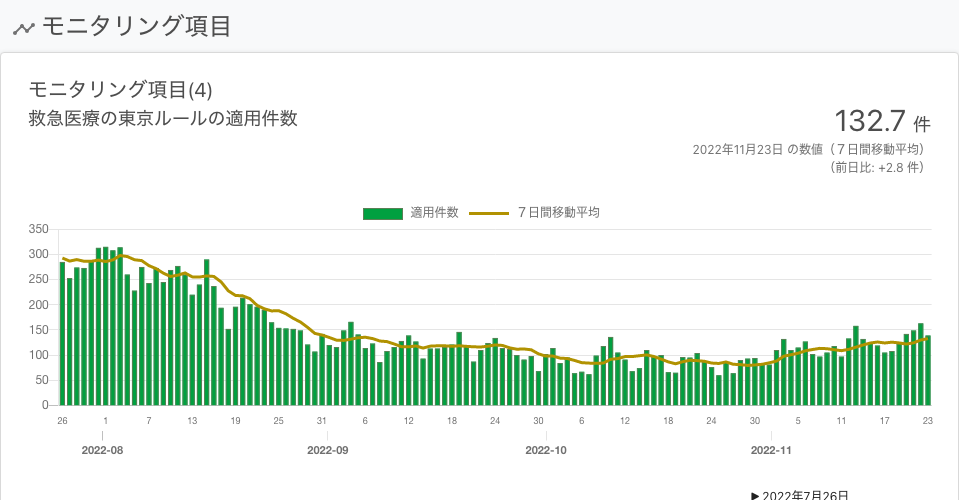 モニタリング項目
モニタリング項目(4)
救急医療の東京ルールの適用件数
132.7 件
2022年11月23日 の数値（７日間移動平均）
（前日比: +2.8 件）
適用件数 ７日間移動平均
350
300
250
200
150
100
50
0
26 1 7 13 19 25 31 6 12 18 24 30 6 12 18 24 30 5 11 17 23
2022-08 2022-09 2022-10 2022-11
▶ 2022年7月26日